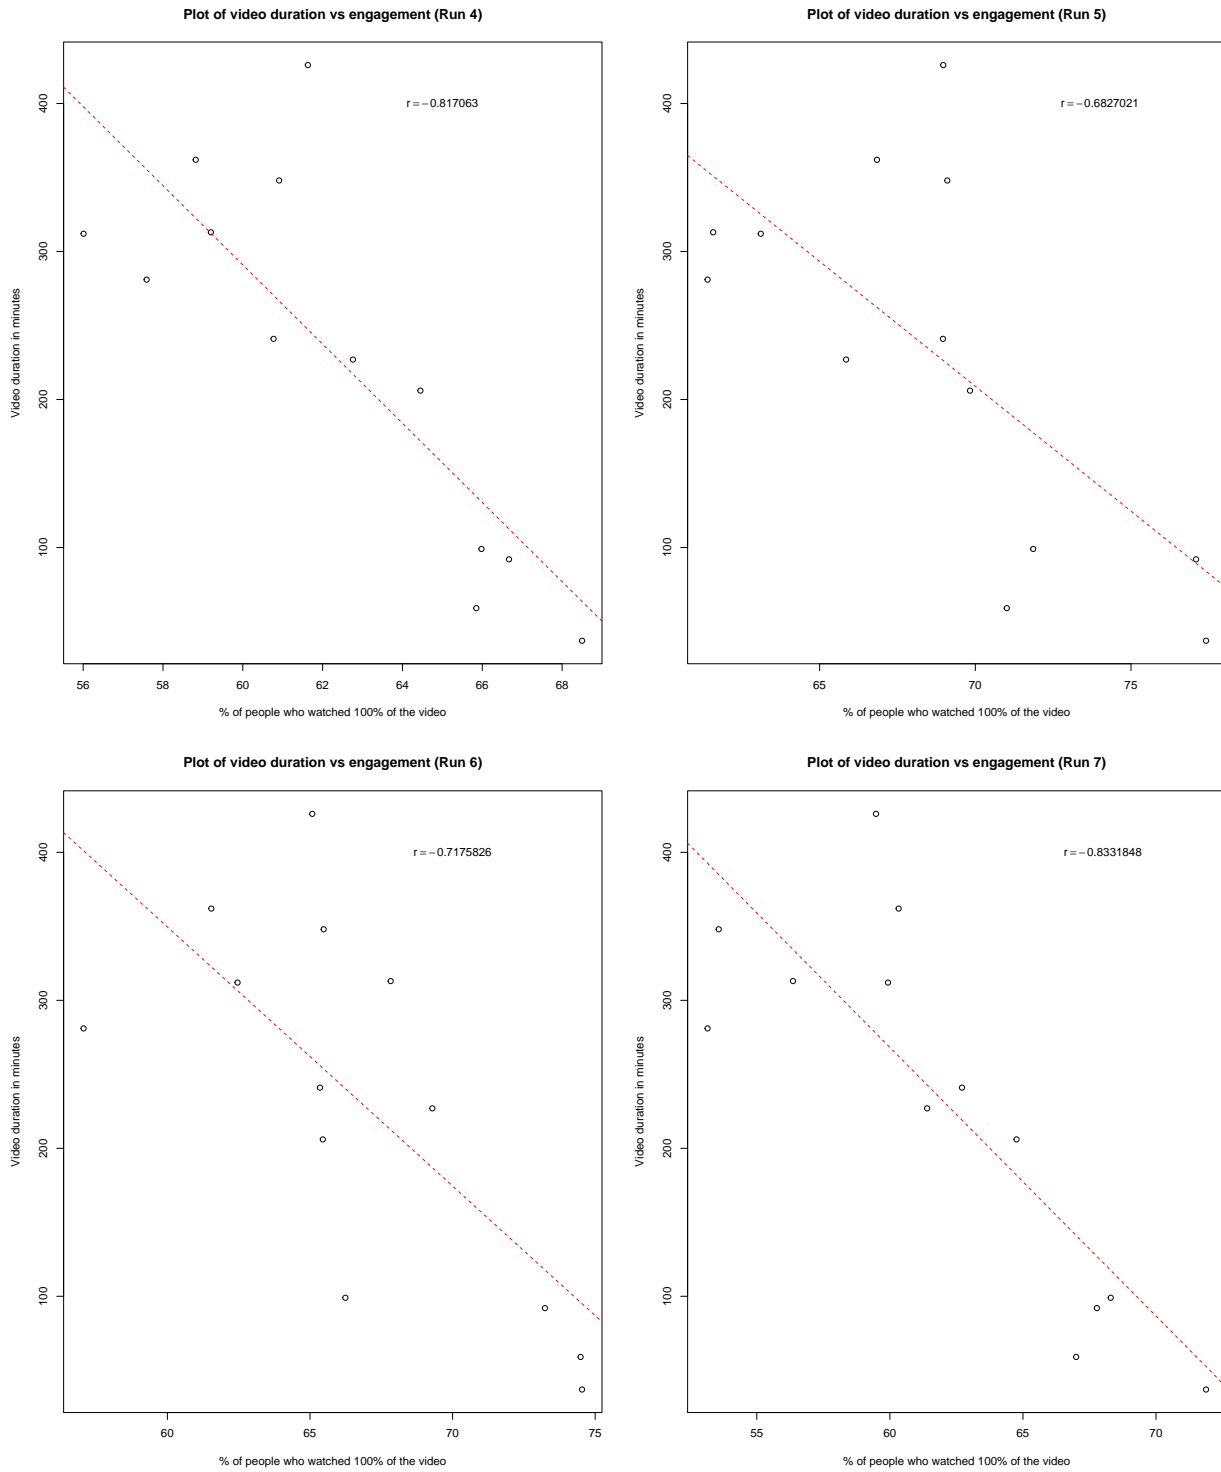 Plot of video duration vs engagement (Run 4)
r = −0.817063
400
300
200
100
Video duration in minutes
56 58 60 62 64 66 68
% of people who watched 100% of the video
Plot of video duration vs engagement (Run 5)
r = −0.6827021
400
300
200
100
Video duration in minutes
65 70 75
% of people who watched 100% of the video
Plot of video duration vs engagement (Run 6)
r = −0.7175826
400
300
200
100
Video duration in minutes
60 65 70 75
% of people who watched 100% of the video
Plot of video duration vs engagement (Run 7)
r = −0.8331848
400
300
200
100
Video duration in minutes
55 60 65 70
% of people who watched 100% of the video